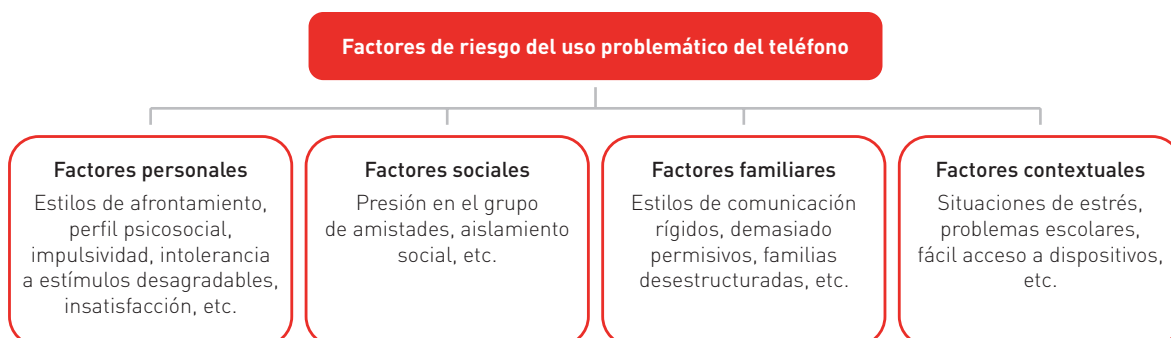 Factores de riesgo del uso problemático del teléfono
Factores personales
Estilos de afrontamiento,
perfil psicosocial,
impulsividad, intolerancia
a estímulos desagradables,
insatisfacción, etc.
Factores sociales
Presión en el grupo
de amistades, aislamiento
social, etc.
Factores familiares
Estilos de comunicación
rígidos, demasiado
permisivos, familias
desestructuradas, etc.
Factores contextuales
Situaciones de estrés,
problemas escolares,
fácil acceso a dispositivos,
etc.